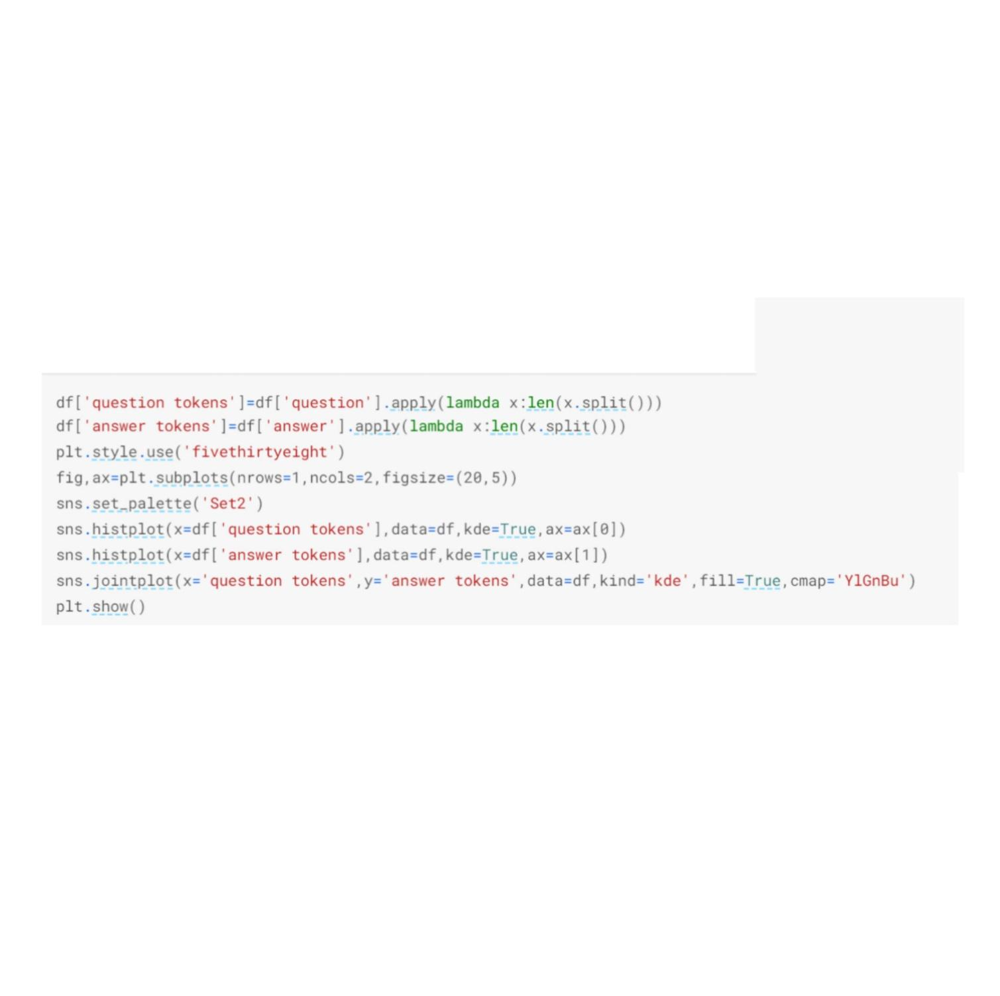 df['question tokens']=df['question'].apply(lambda x:len(x.split()))
df['answer tokens']=df['answer'].apply(lambda x:len(x.split()))
plt.style.use('fivethirtyeight')
fig,ax=plt.subplots(nrows=1,ncols=2,figsize=(20,5))
sns.set_palette('Set2')
sns.histplot(x=df['question tokens'],data=df,kde=True,ax=ax[0])
sns.histplot(x=df['answer tokens'],data=df,kde=True,ax=ax[1])
sns.jointplot(x='question tokens',y='answer tokens',data=df,kind='kde',fill=True,cmap='YlGnBu')
plt.show()